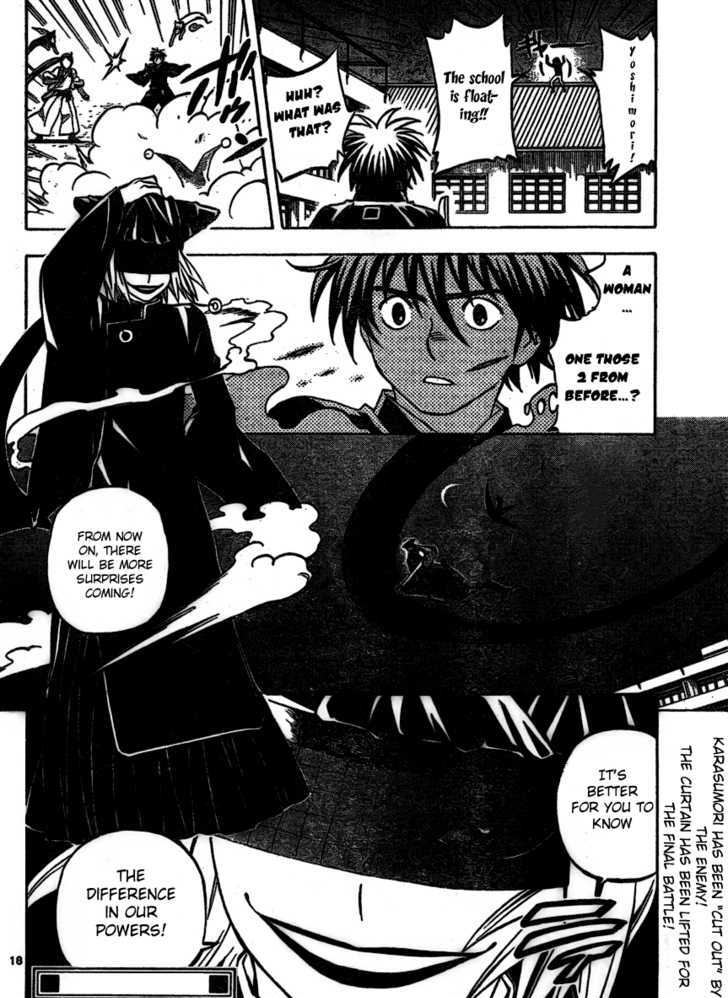 Yoshimori!
The school
is float-
ing!!
HUH?
WHAT WAS
THAT?
A
WOMAN
...
ONE THOSE
2 FROM
BEFORE...?
FROM NOW
ON, THERE
WILL BE MORE
SURPRISES
COMING!
IT'S
BETTER
FOR YOU TO
KNOW
THE
DIFFERENCE
IN OUR
POWERS!
KARASUMORI HAS BEEN "CUT OUT" BY
THE ENEMY!
THE CURTAIN HAS BEEN LIFTED FOR
THE FINAL BATTLE!
18